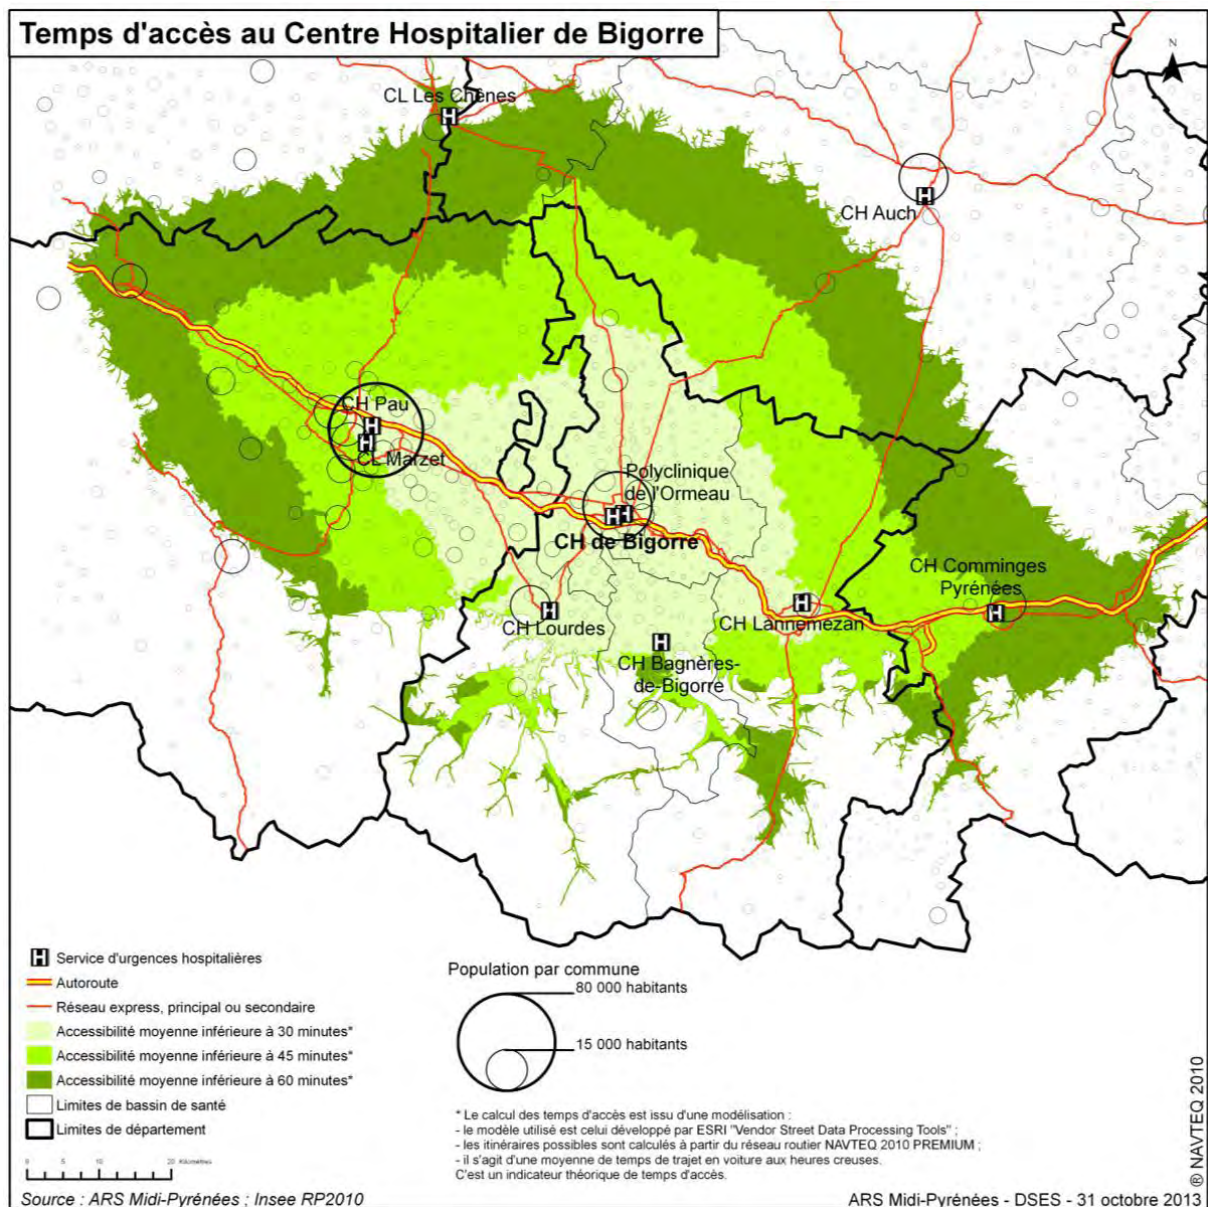 Temps d'accès au Centre Hospitalier de Bigorre
N
CL Les Chênes
CH Auch
CH Pau
CL Marzet
Polyclinique
de l'Ormeau
CH de Bigorre
CH Comminges
Pyrénées
CH Lourdes
CH Lannemezan
CH Bagnères-
de-Bigorre
Service d'urgences hospitalières
Autoroute
Réseau express, principal ou secondaire
Accessibilité moyenne inférieure à 30 minutes*
Accessibilité moyenne inférieure à 45 minutes*
Accessibilité moyenne inférieure à 60 minutes*
Limites de bassin de santé
Limites de département
0 5 10 20 Kilomètres
Population par commune
80 000 habitants
15 000 habitants
* Le calcul des temps d'accès est issu d'une modélisation :
- le modèle utilisé est celui développé par ESRI "Vendor Street Data Processing Tools" ;
- les itinéraires possibles sont calculés à partir du réseau routier NAVTEQ 2010 PREMIUM ;
- il s'agit d'une moyenne de temps de trajet en voiture aux heures creuses.
C'est un indicateur théorique de temps d'accès.
® NAVTEQ 2010
Source : ARS Midi-Pyrénées ; Insee RP2010
ARS Midi-Pyrénées - DSES - 31 octobre 2013